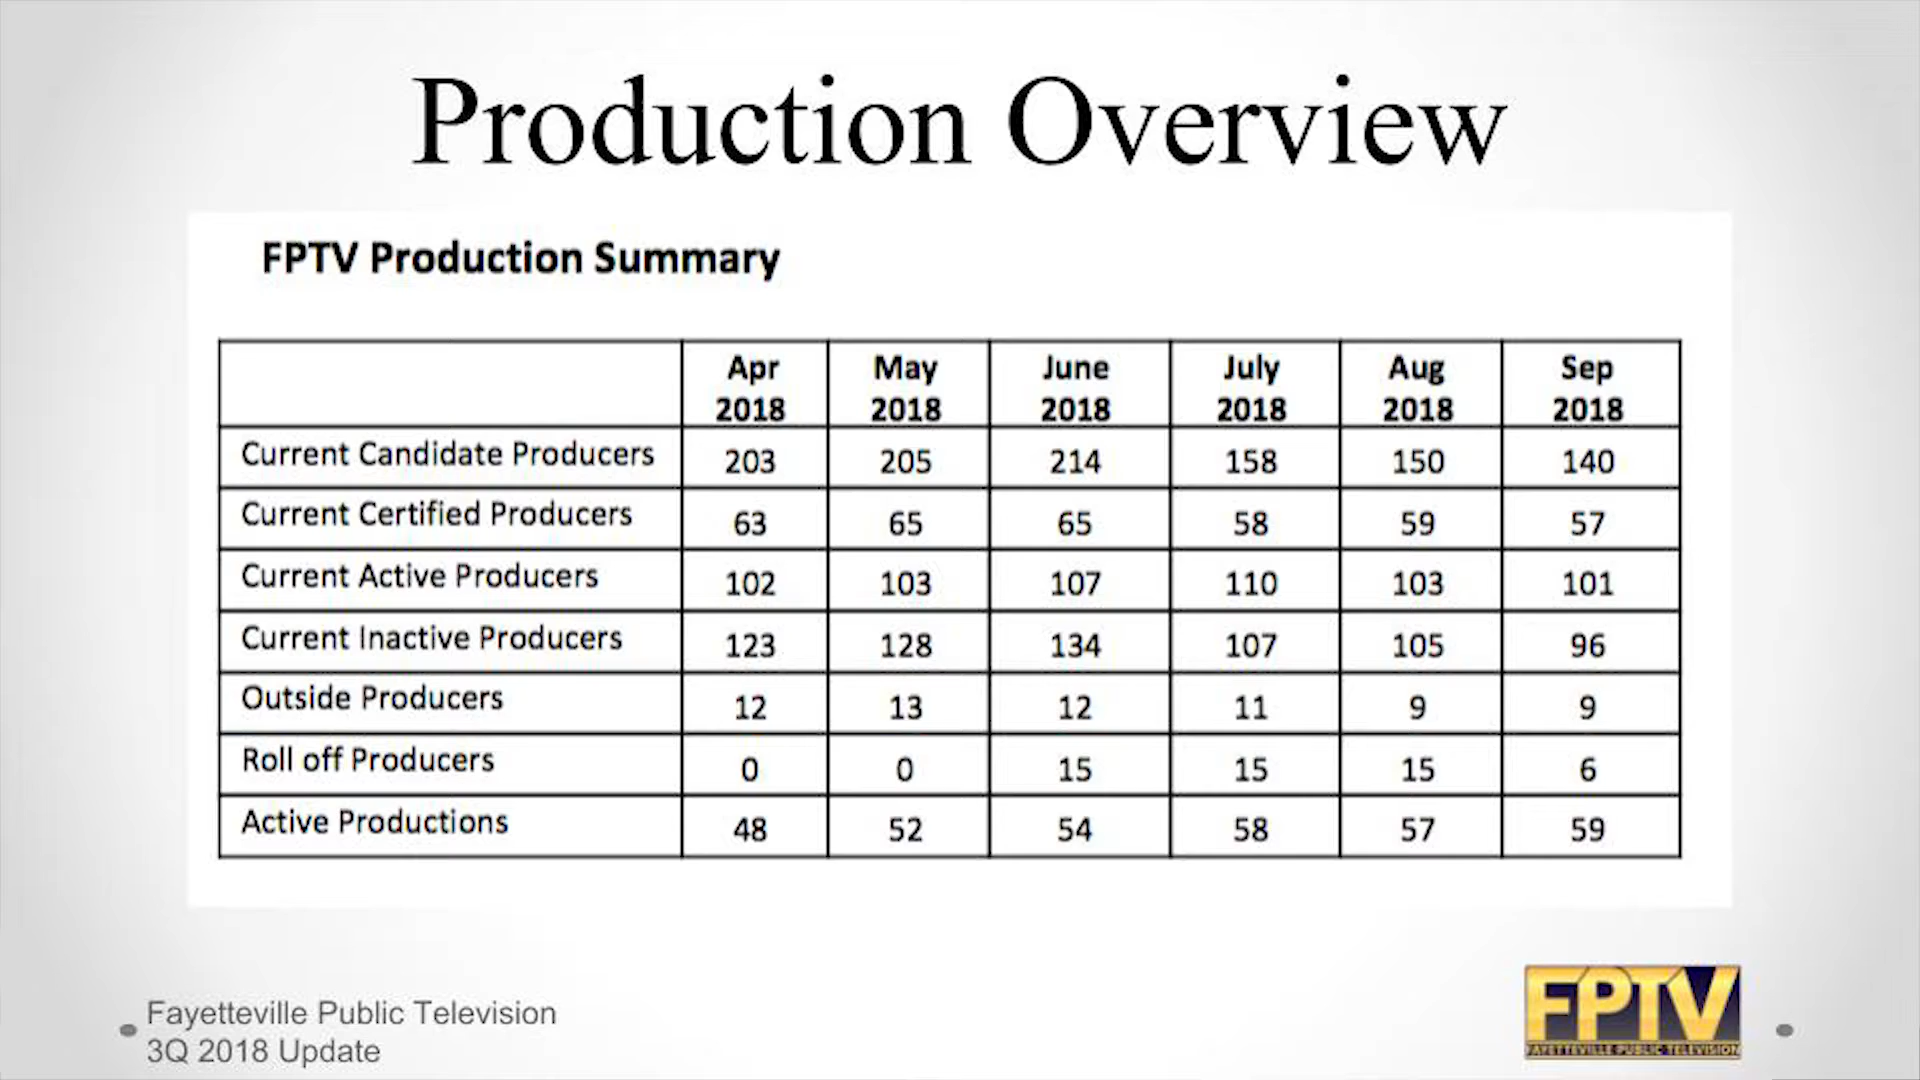 Production Overview
FPTV Production Summary
Apr 2018 May 2018 June 2018 July 2018 Aug 2018 Sep 2018
Current Candidate Producers 203 205 214 158 150 140
Current Certified Producers 63 65 65 58 59 57
Current Active Producers 102 103 107 110 103 101
Current Inactive Producers 123 128 134 107 105 96
Outside Producers 12 13 12 11 9 9
Roll off Producers 0 0 15 15 15 6
Active Productions 48 52 54 58 57 59
Fayetteville Public Television
3Q 2018 Update
FPTV
FAYETTEVILLE PUBLIC TELEVISION